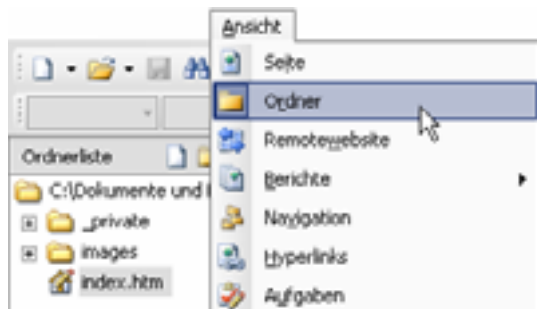 Ansicht
Seite
Ordner
Remotewebsite
Berichte
Navigation
Hyperlinks
Aufgaben
Ordnerliste
C:\Dokumente und
_private
images
index.htm